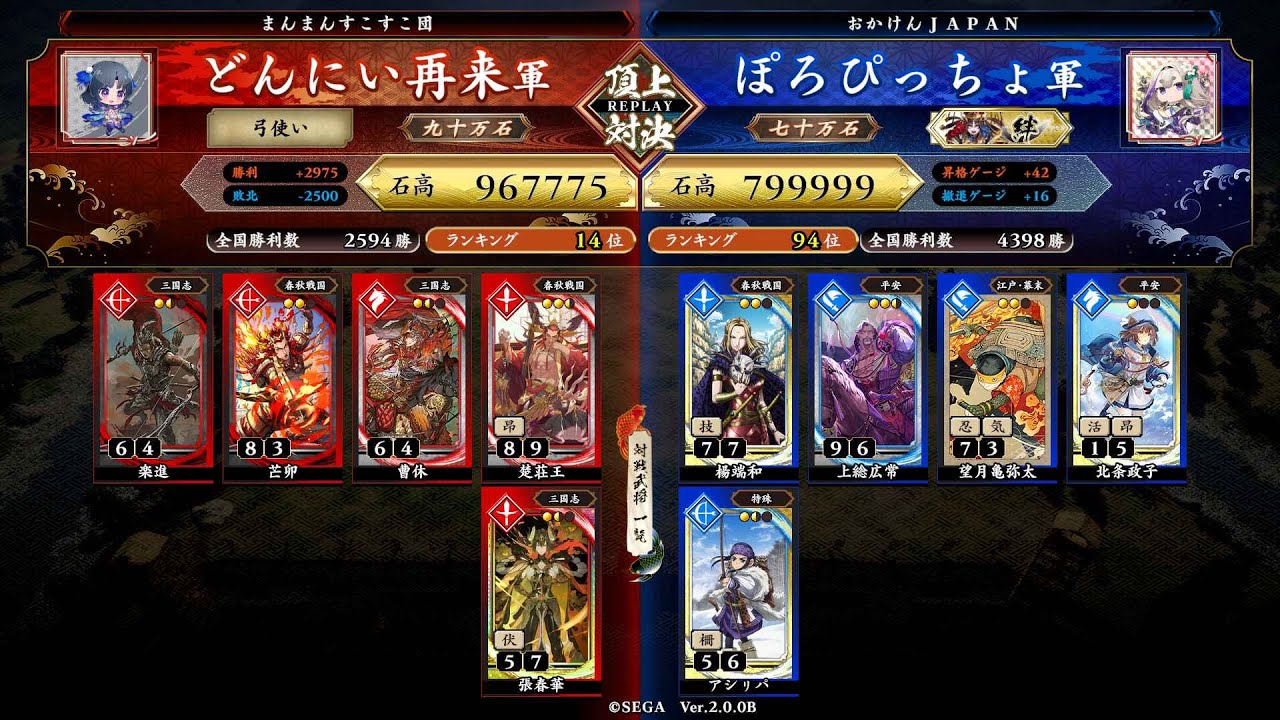 まんまんすこすこ団
おかけんJAPAN
どんにい再来軍
頂上
REPLAY
対決
ぽろぴっちょ軍
弓使い
九十万石
七十万石
絆
勝利 +2975
敗北 -2500
石高 967775
石高 799999
昇格ゲージ +42
撤退ゲージ +16
全国勝利数 2594勝
ランキング 14位
ランキング 94位
全国勝利数 4398勝
三国志
6 4
楽進
春秋戦国
8 3
芒卯
三国志
6 4
曹休
春秋戦国
昂
8 9
楚荘王
春秋戦国
技
7 7
楊端和
平安
9 6
上総広常
江戸・幕末
忍 気
7 3
望月亀弥太
平安
活 昂
1 5
北条政子
対戦武将一覧
三国志
伏
5 7
張春華
特殊
柵
5 6
アシㇼパ
©SEGA Ver.2.0.0B